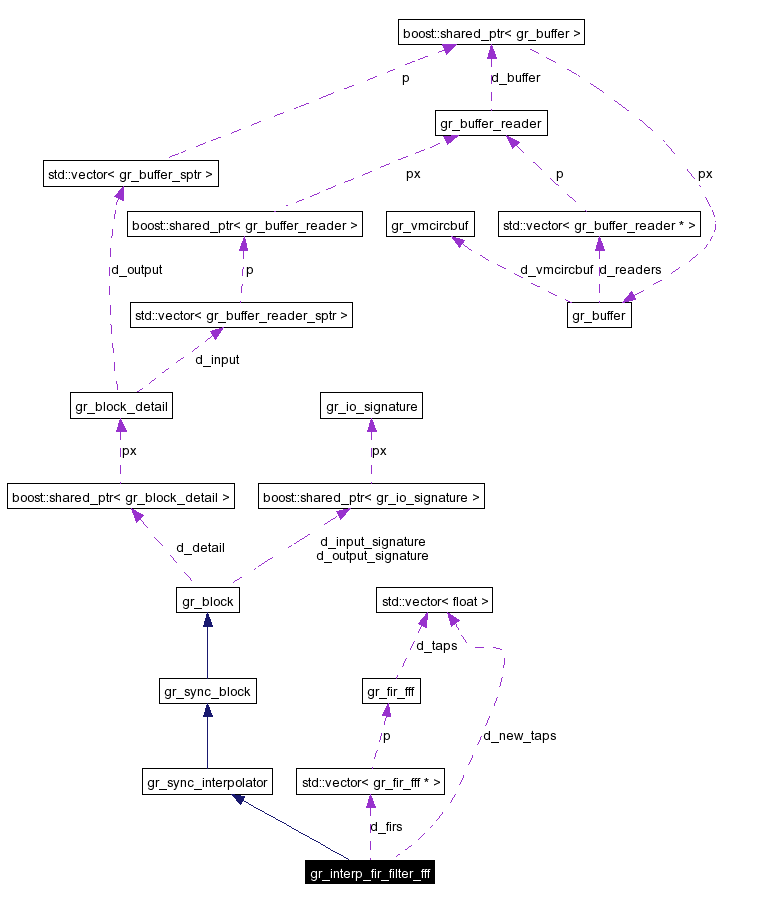 boost::shared_ptr< gr_buffer >
p
d_buffer
gr_buffer_reader
std::vector< gr_buffer_sptr >
px
p
px
boost::shared_ptr< gr_buffer_reader >
gr_vmcircbuf
std::vector< gr_buffer_reader * >
d_output
p
d_vmcircbuf
d_readers
std::vector< gr_buffer_reader_sptr >
gr_buffer
d_input
gr_block_detail
gr_io_signature
px
px
boost::shared_ptr< gr_block_detail >
boost::shared_ptr< gr_io_signature >
d_detail
d_input_signature
d_output_signature
gr_block
std::vector< float >
d_taps
gr_sync_block
gr_fir_fff
p
d_new_taps
gr_sync_interpolator
std::vector< gr_fir_fff * >
d_firs
gr_interp_fir_filter_fff